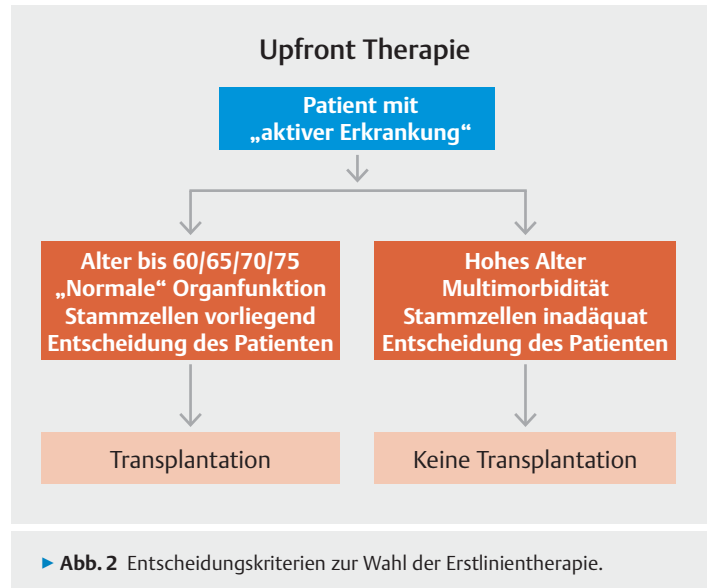 Upfront Therapie
Patient mit
„aktiver Erkrankung“
Alter bis 60/65/70/75
„Normale“ Organfunktion
Stammzellen vorliegend
Entscheidung des Patienten
Hohes Alter
Multimorbidität
Stammzellen inadäquat
Entscheidung des Patienten
Transplantation
Keine Transplantation
▶ Abb. 2 Entscheidungskriterien zur Wahl der Erstlinientherapie.